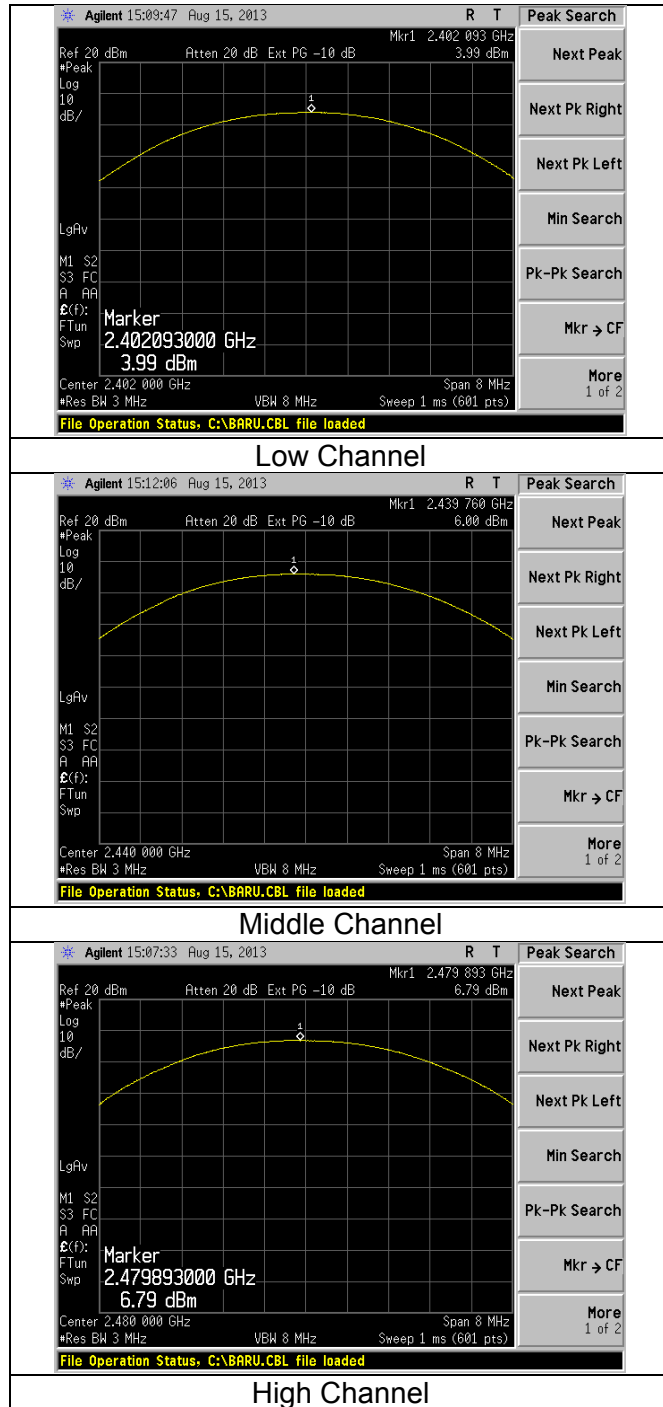 Agilent 15:09:47 Aug 15, 2013 R T Peak Search
Mkr1 2.402 093 GHz
Ref 20 dBm Atten 20 dB Ext PG -10 dB 3.99 dBm
#Peak
Log
10
dB/
1
LgAv
M1 S2
S3 FC
A AA
£(f):
FTun
Swp
Marker
2.402093000 GHz
3.99 dBm
Center 2.402 000 GHz Span 8 MHz
#Res BW 3 MHz VBW 8 MHz Sweep 1 ms (601 pts)
File Operation Status, C:\BARU.CBL file loaded
Next Peak
Next Pk Right
Next Pk Left
Min Search
Pk-Pk Search
Mkr → CF
More
1 of 2
Low Channel
Agilent 15:12:06 Aug 15, 2013 R T Peak Search
Mkr1 2.439 760 GHz
Ref 20 dBm Atten 20 dB Ext PG -10 dB 6.00 dBm
#Peak
Log
10
dB/
1
LgAv
M1 S2
S3 FC
A AA
£(f):
FTun
Swp
Center 2.440 000 GHz Span 8 MHz
#Res BW 3 MHz VBW 8 MHz Sweep 1 ms (601 pts)
File Operation Status, C:\BARU.CBL file loaded
Next Peak
Next Pk Right
Next Pk Left
Min Search
Pk-Pk Search
Mkr → CF
More
1 of 2
Middle Channel
Agilent 15:07:33 Aug 15, 2013 R T Peak Search
Mkr1 2.479 893 GHz
Ref 20 dBm Atten 20 dB Ext PG -10 dB 6.79 dBm
#Peak
Log
10
dB/
1
LgAv
M1 S2
S3 FC
A AA
£(f):
FTun
Swp
Marker
2.479893000 GHz
6.79 dBm
Center 2.480 000 GHz Span 8 MHz
#Res BW 3 MHz VBW 8 MHz Sweep 1 ms (601 pts)
File Operation Status, C:\BARU.CBL file loaded
Next Peak
Next Pk Right
Next Pk Left
Min Search
Pk-Pk Search
Mkr → CF
More
1 of 2
High Channel